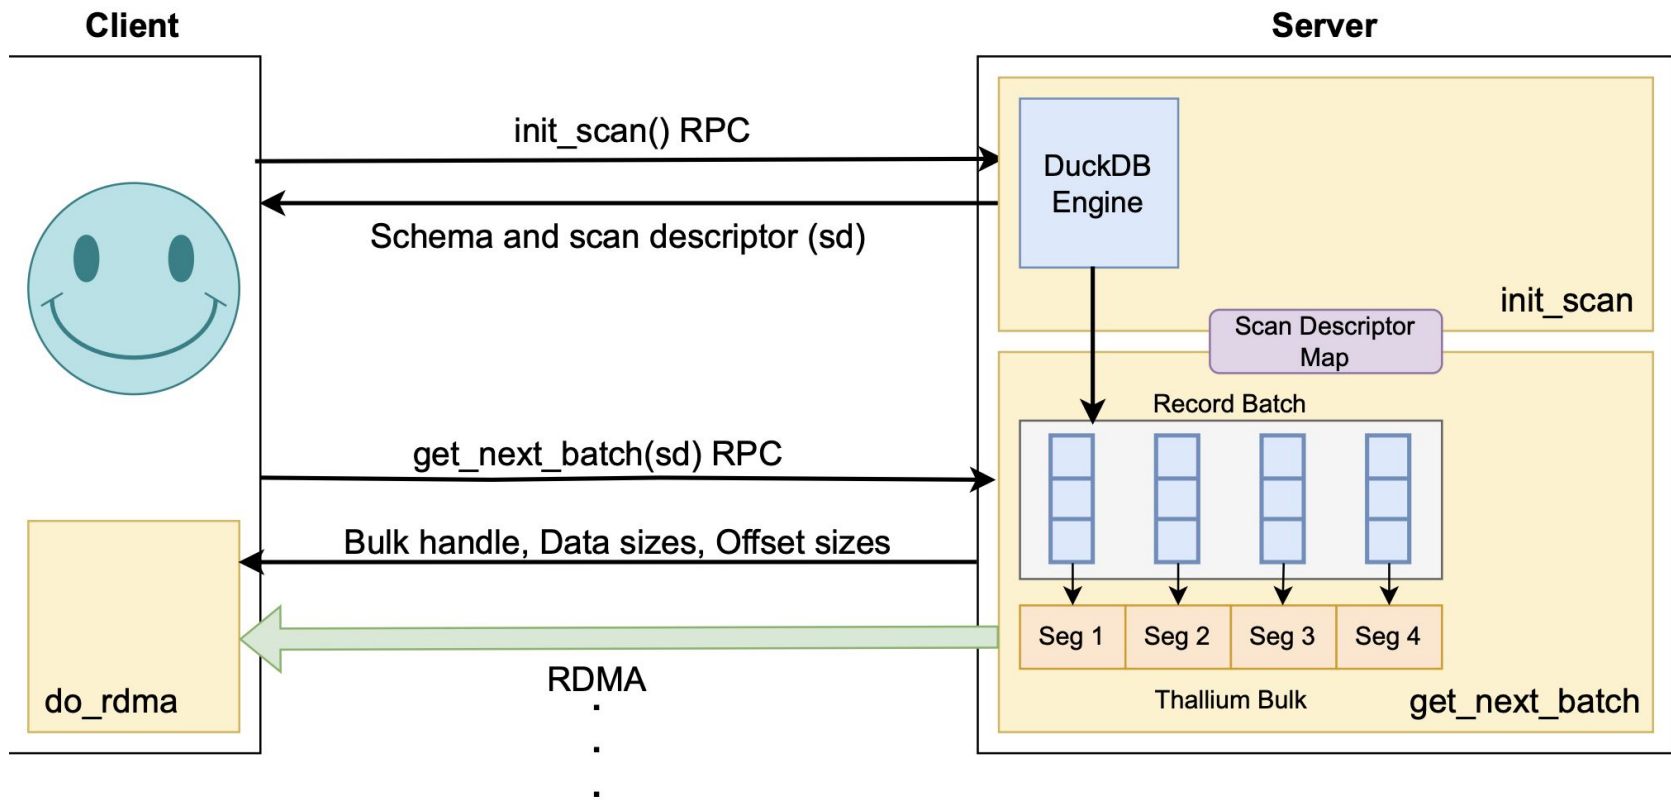 Client
Server
init_scan() RPC
DuckDB
Engine
Schema and scan descriptor (sd)
init_scan
Scan Descriptor
Map
Record Batch
get_next_batch(sd) RPC
Bulk handle, Data sizes, Offset sizes
Seg 1 Seg 2 Seg 3 Seg 4
RDMA
do_rdma
Thallium Bulk
get_next_batch